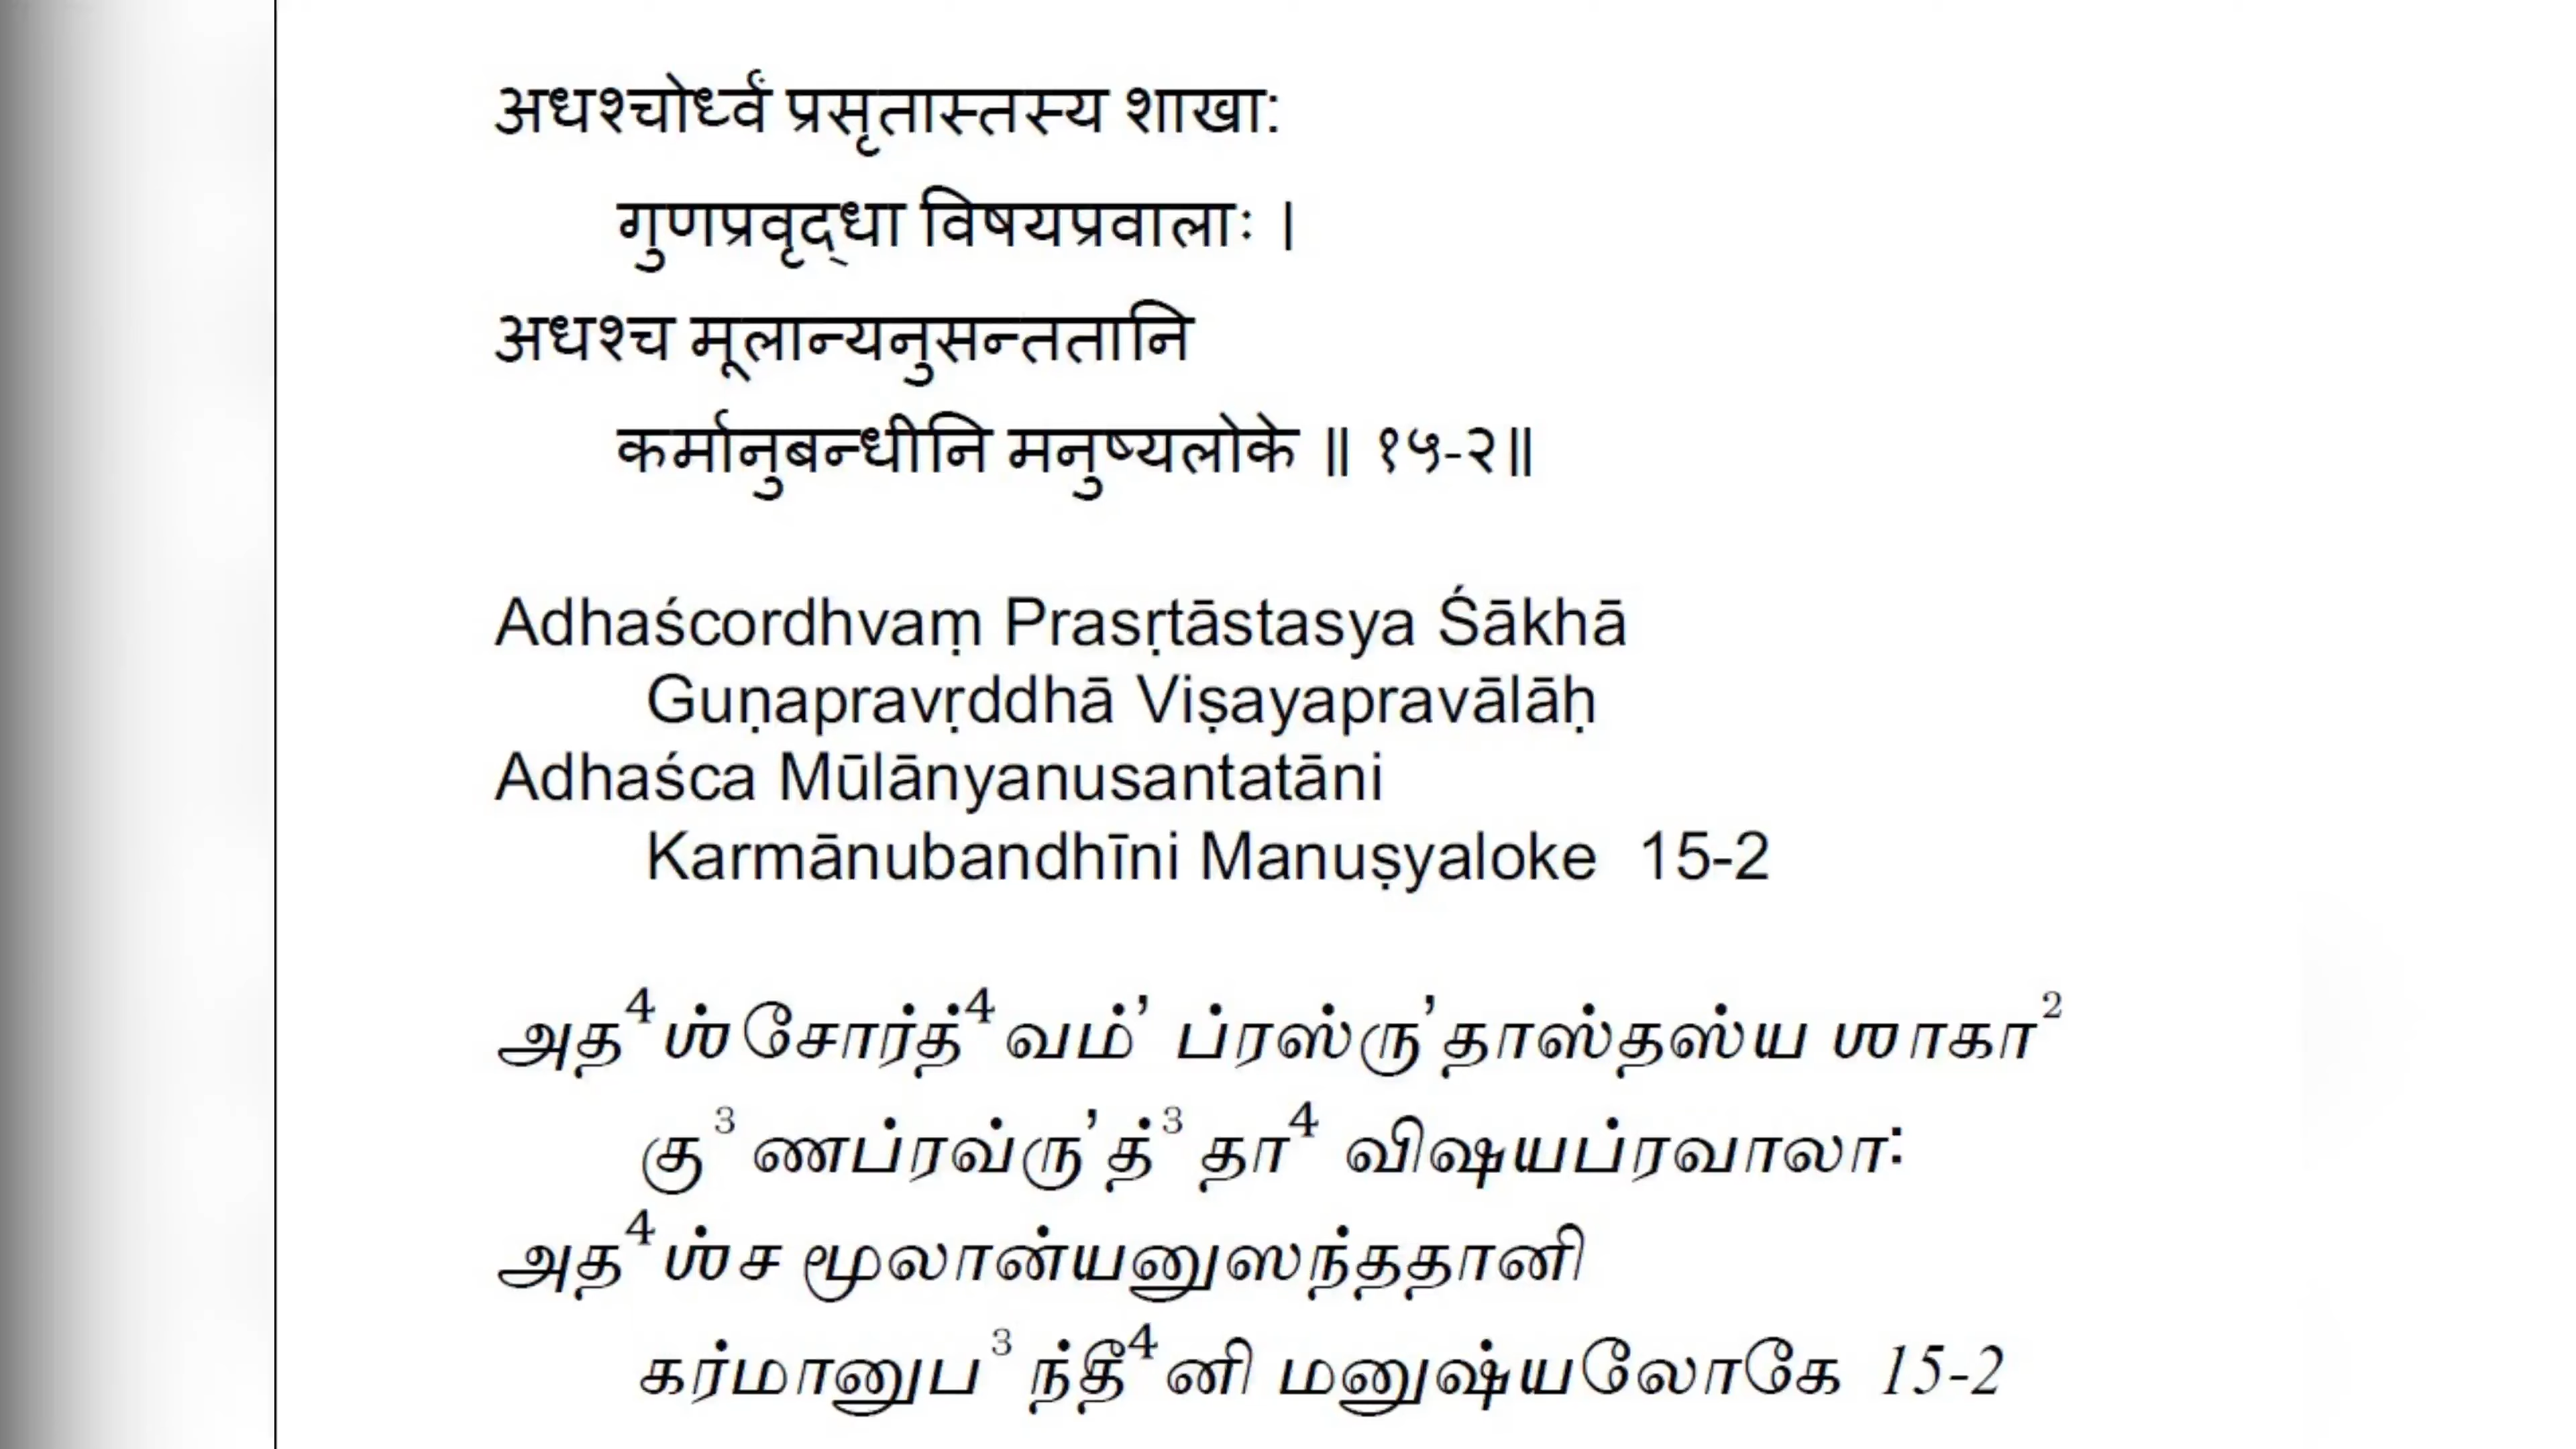 अधश्चोर्ध्वं प्रसृतास्तस्य शाखा:
गुणप्रवृद्‌धा विषयप्रवालाः ।
अधश्च मूलान्यनुसन्ततानि
कर्मानुबन्धीनि मनुष्यलोके ॥ १५-२॥
Adhaścordhvaṃ Prasṛtāstasya Śākhā
Guṇapravṛddhā Viṣayapravālāḥ
Adhaśca Mūlānyanusantatāni
Karmānubandhīni Manuṣyaloke 15-2
அத⁴ஶ்சோர்த்⁴வம்’ ப்ரஸ்ரு’தாஸ்தஸ்ய ஶாகா²
கு³ணப்ரவ்ரு’த்³தா⁴ விஷயப்ரவாலா:
அத⁴ஶ்ச மூலான்யனுஸந்ததானி
கர்மானுப³ந்தீ⁴னி மனுஷ்யலோகே 15-2